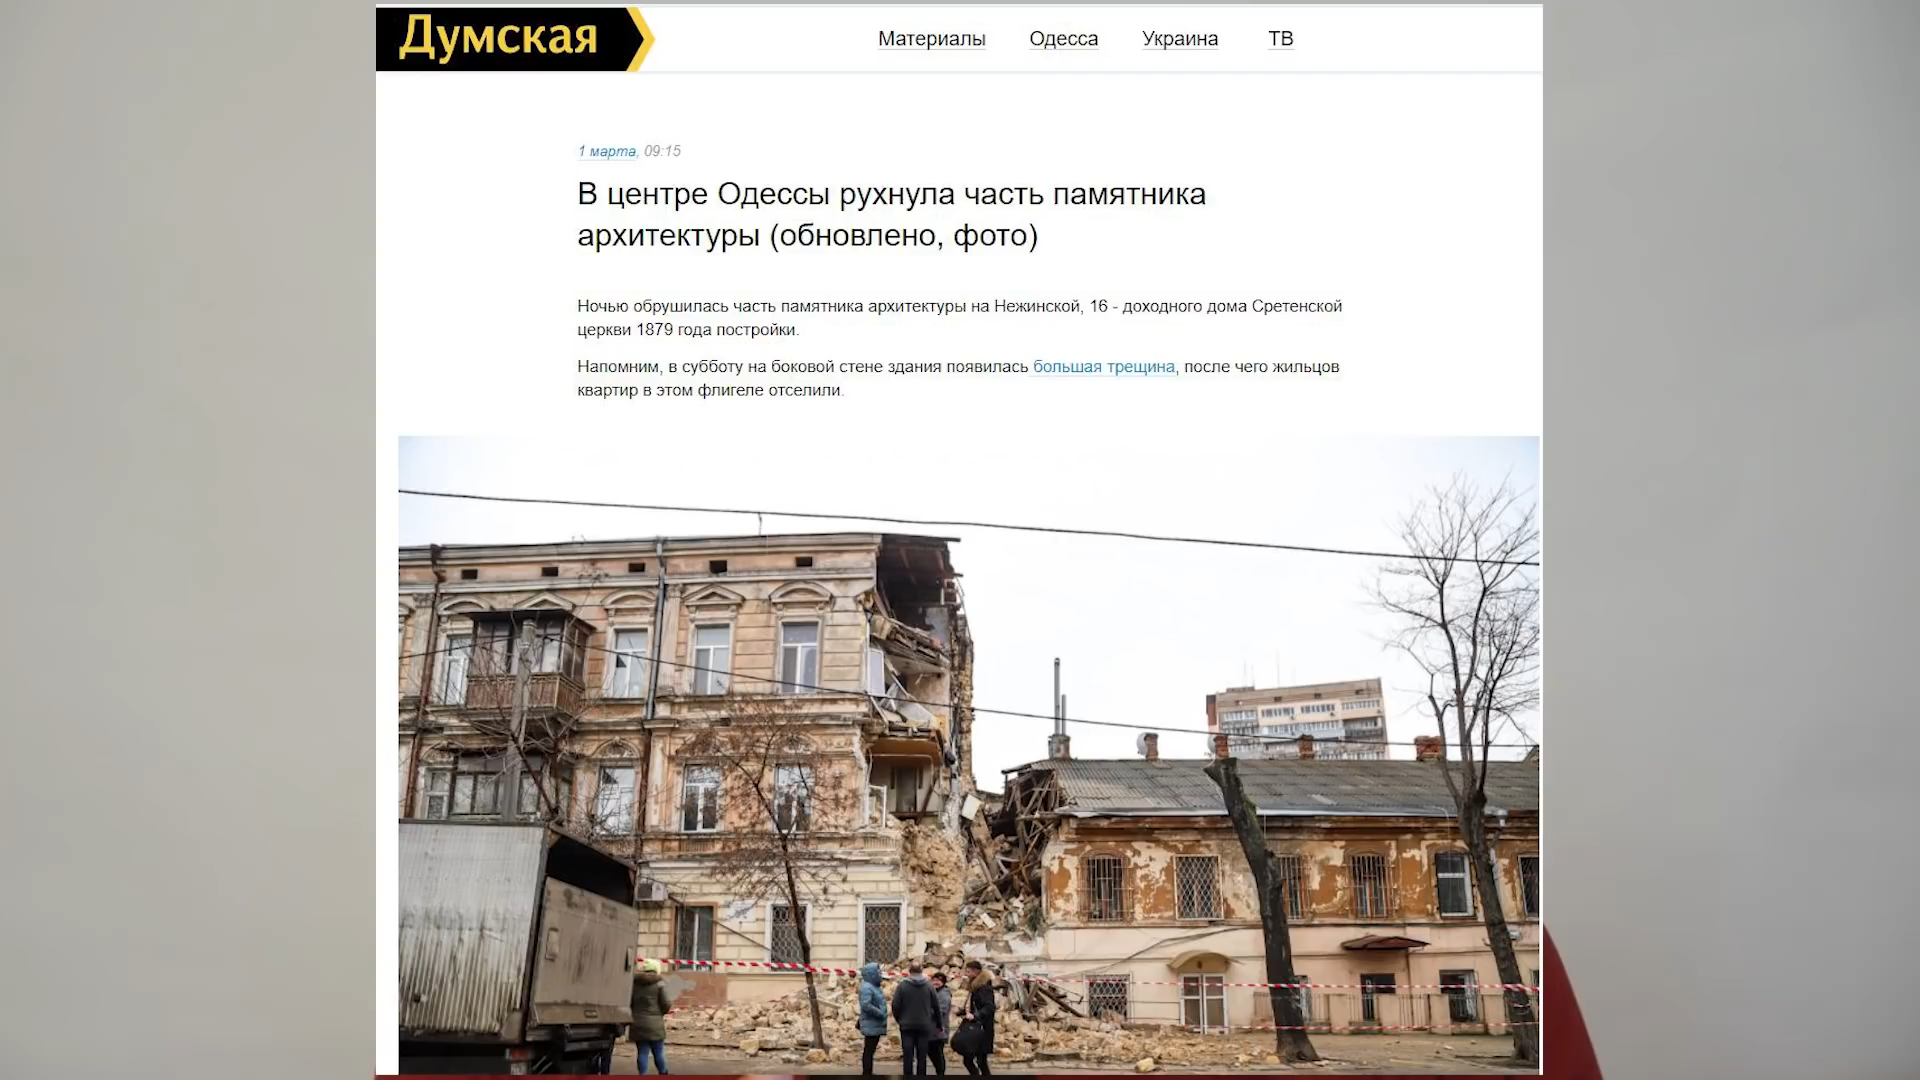 Думская
Материалы Одесса Украина ТВ
1 марта, 09:15
В центре Одессы рухнула часть памятника
архитектуры (обновлено, фото)
Ночью обрушилась часть памятника архитектуры на Нежинской, 16 - доходного дома Сретенской
церкви 1879 года постройки.
Напомним, в субботу на боковой стене здания появилась большая трещина, после чего жильцов
квартир в этом флигеле отселили.